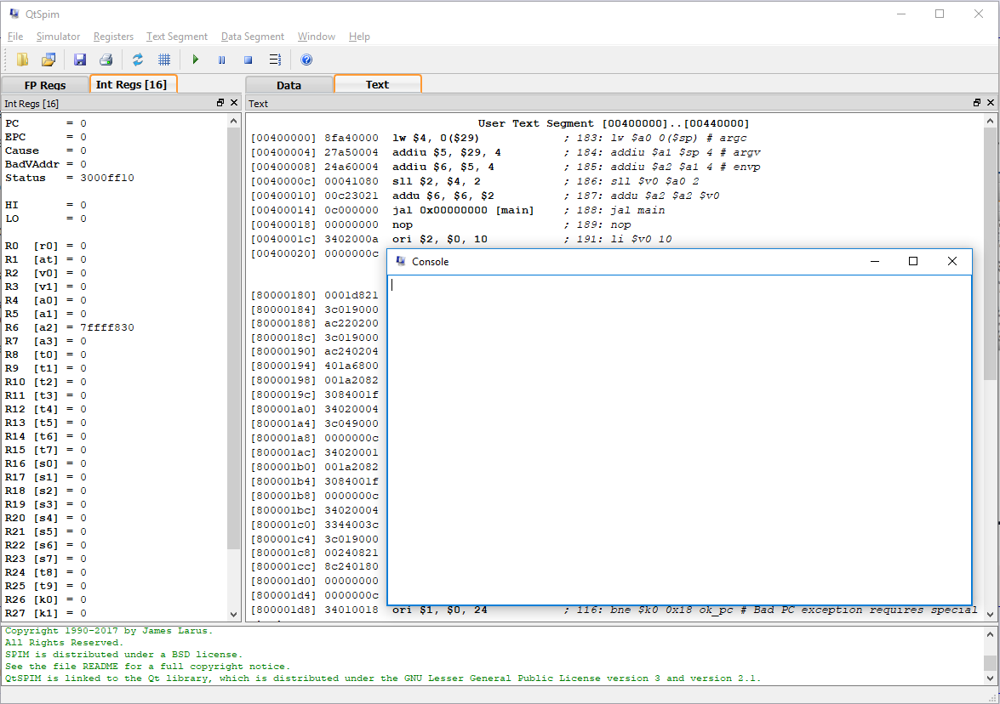 QtSpim
File Simulator Registers Text Segment Data Segment Window Help
FP Regs Int Regs [16] Data Text
Int Regs [16]
PC = 0
EPC = 0
Cause = 0
BadVAddr = 0
Status = 3000ff10
HI = 0
LO = 0
R0 [r0] = 0
R1 [at] = 0
R2 [v0] = 0
R3 [v1] = 0
R4 [a0] = 0
R5 [a1] = 0
R6 [a2] = 7ffff830
R7 [a3] = 0
R8 [t0] = 0
R9 [t1] = 0
R10 [t2] = 0
R11 [t3] = 0
R12 [t4] = 0
R13 [t5] = 0
R14 [t6] = 0
R15 [t7] = 0
R16 [s0] = 0
R17 [s1] = 0
R18 [s2] = 0
R19 [s3] = 0
R20 [s4] = 0
R21 [s5] = 0
R22 [s6] = 0
R23 [s7] = 0
R24 [t8] = 0
R25 [t9] = 0
R26 [k0] = 0
R27 [k1] = 0
Text
User Text Segment [00400000]..[00440000]
[00400000] 8fa40000 lw $4, 0($29) ; 183: lw $a0 0($sp) # argc
[00400004] 27a50004 addiu $5, $29, 4 ; 184: addiu $a1 $sp 4 # argv
[00400008] 24a60004 addiu $6, $5, 4 ; 185: addiu $a2 $a1 4 # envp
[0040000c] 00041080 sll $2, $4, 2 ; 186: sll $v0 $a0 2
[00400010] 00c23021 addu $6, $6, $2 ; 187: addu $a2 $a2 $v0
[00400014] 0c000000 jal 0x00000000 [main] ; 188: jal main
[00400018] 00000000 nop ; 189: nop
[0040001c] 3402000a ori $2, $0, 10 ; 191: li $v0 10
[00400020] 0000000c
[80000180] 0001d821
[80000184] 3c019000
[80000188] ac220200
[8000018c] 3c019000
[80000190] ac240204
[80000194] 401a6800
[80000198] 001a2082
[8000019c] 3084001f
[800001a0] 34020004
[800001a4] 3c049000
[800001a8] 0000000c
[800001ac] 34020001
[800001b0] 001a2082
[800001b4] 3084001f
[800001b8] 0000000c
[800001bc] 34020004
[800001c0] 3344003c
[800001c4] 3c019000
[800001c8] 00240821
[800001cc] 8c240180
[800001d0] 00000000
[800001d4] 0000000c
[800001d8] 34010018 ori $1, $0, 24 ; 116: bne $k0 0x18 ok_pc # Bad PC exception requires special
Console
Copyright 1990-2017 by James Larus.
All Rights Reserved.
SPIM is distributed under a BSD license.
See the file README for a full copyright notice.
QtSPIM is linked to the Qt library, which is distributed under the GNU Lesser General Public License version 3 and version 2.1.